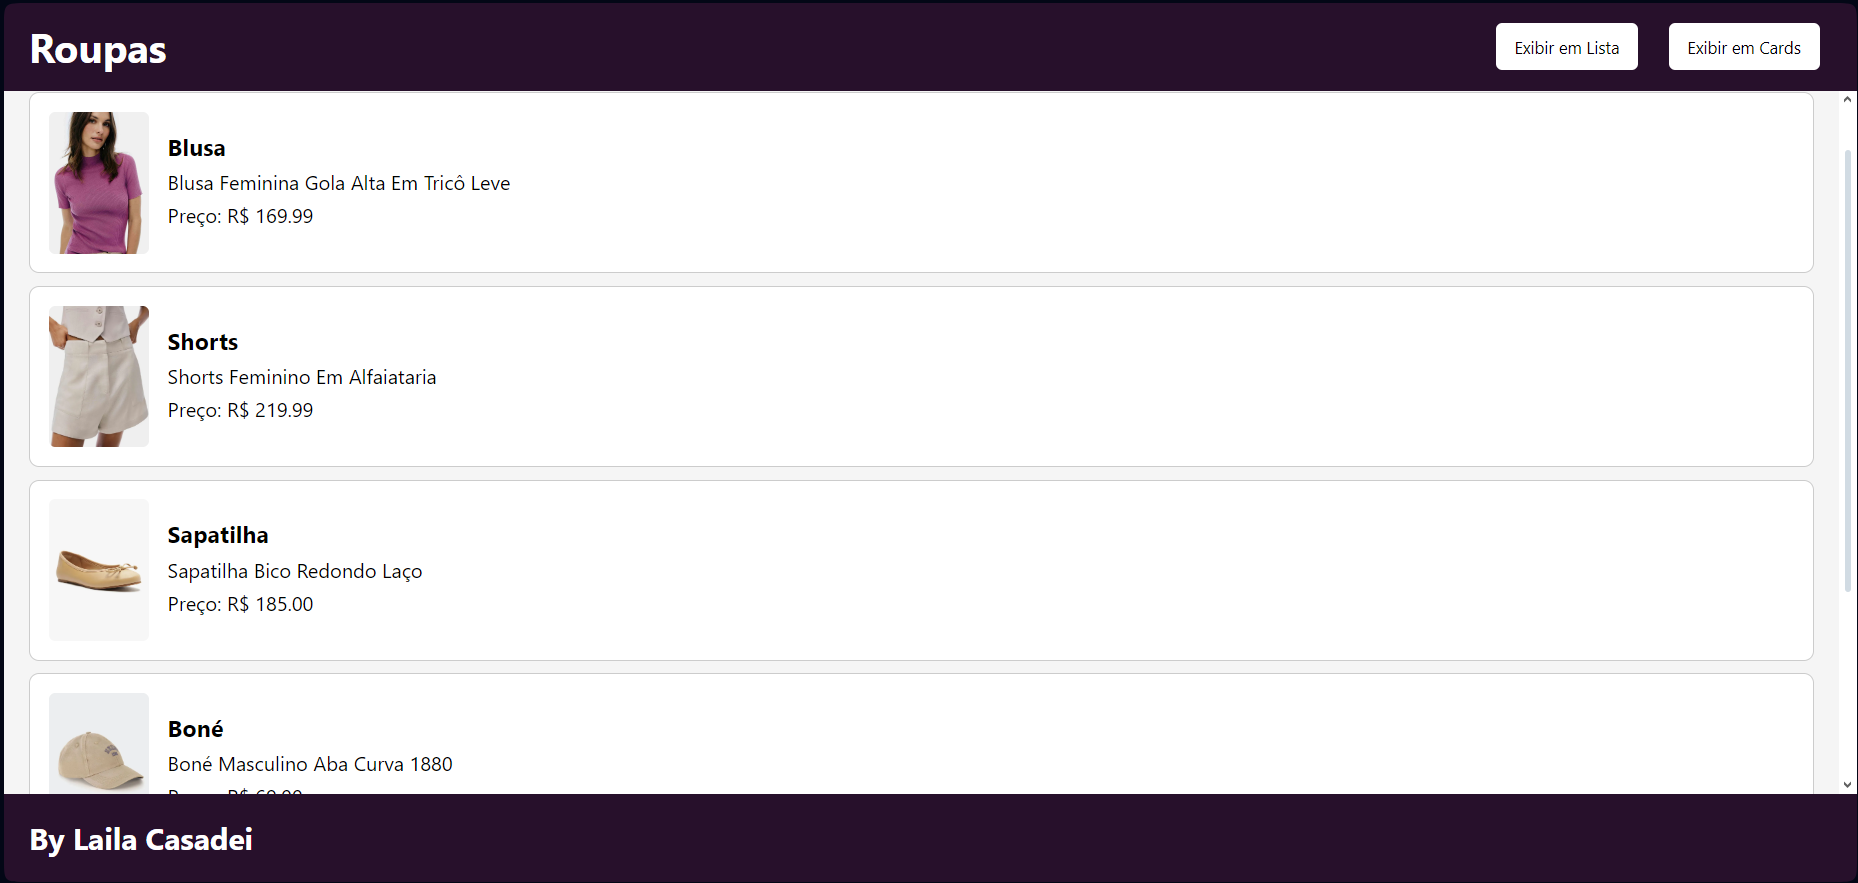 Roupas
Exibir em Lista
Exibir em Cards
Blusa
Blusa Feminina Gola Alta Em Tricô Leve
Preço: R$ 169.99
Shorts
Shorts Feminino Em Alfaiataria
Preço: R$ 219.99
Sapatilha
Sapatilha Bico Redondo Laço
Preço: R$ 185.00
Boné
Boné Masculino Aba Curva 1880
By Laila Casadei